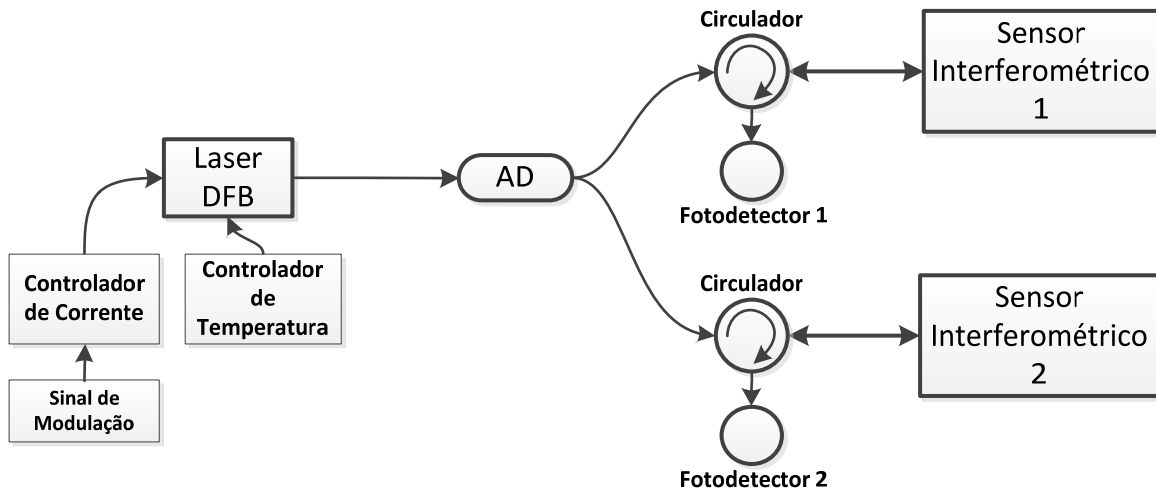 Circulador
Sensor
Interferométrico
1
Laser
DFB
AD
Fotodetector 1
Controlador
de Corrente
Controlador
de
Temperatura
Circulador
Sensor
Interferométrico
2
Sinal de
Modulação
Fotodetector 2